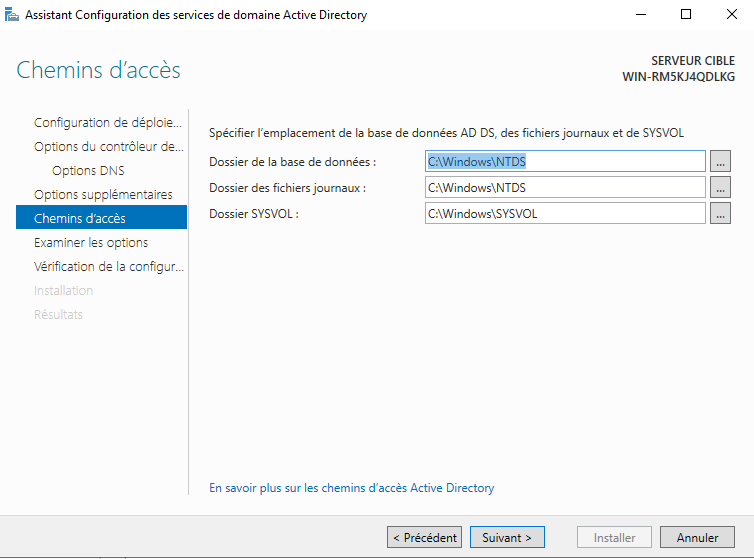 Assistant Configuration des services de domaine Active Directory
Chemins d’accès
SERVEUR CIBLE
WIN-RM5KJ4QDLKG
Configuration de déploie...
Options du contrôleur de...
Options DNS
Options supplémentaires
Chemins d’accès
Examiner les options
Vérification de la configur...
Installation
Résultats
Spécifier l’emplacement de la base de données AD DS, des fichiers journaux et de SYSVOL
Dossier de la base de données : C:\Windows\NTDS ...
Dossier des fichiers journaux : C:\Windows\NTDS ...
Dossier SYSVOL : C:\Windows\SYSVOL ...
En savoir plus sur les chemins d’accès Active Directory
< Précédent Suivant > Installer Annuler